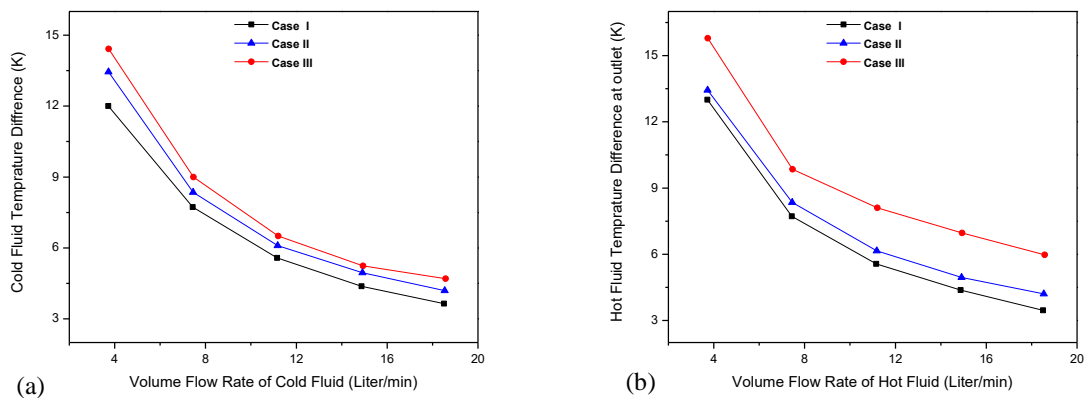 Case I
Case II
Case III
15
12
9
6
3
Cold Fluid Temprature Diffrence (K)
4 8 12 16 20
Volume Flow Rate of Cold Fluid (Liter/min)
(a)
Case I
Case II
Case III
15
12
9
6
3
Hot Fluid Temprature Difference at outlet (K)
4 8 12 16 20
Volume Flow Rate of Hot Fluid (Liter/min)
(b)